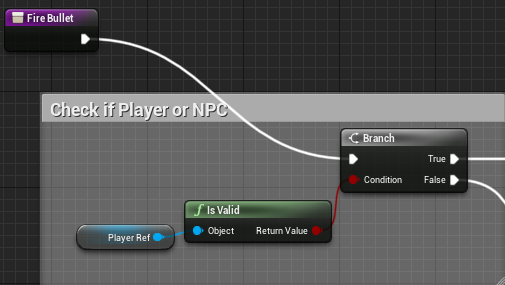 Fire Bullet
Check if Player or NPC
Branch
True
Condition
False
Is Valid
Player Ref
Object
Return Value